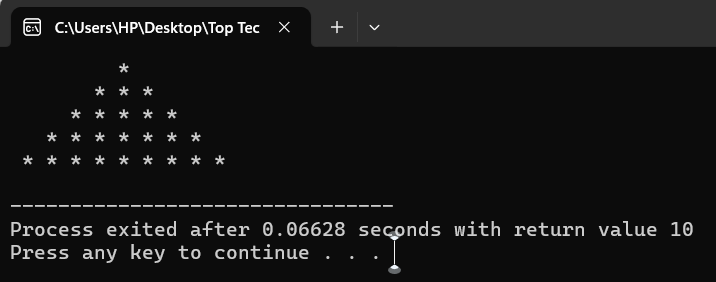 C:\Users\HP\Desktop\Top Tec
*
* * *
* * * * *
* * * * * * *
* * * * * * * * *
--------------------------------
Process exited after 0.06628 seconds with return value 10
Press any key to continue . . .